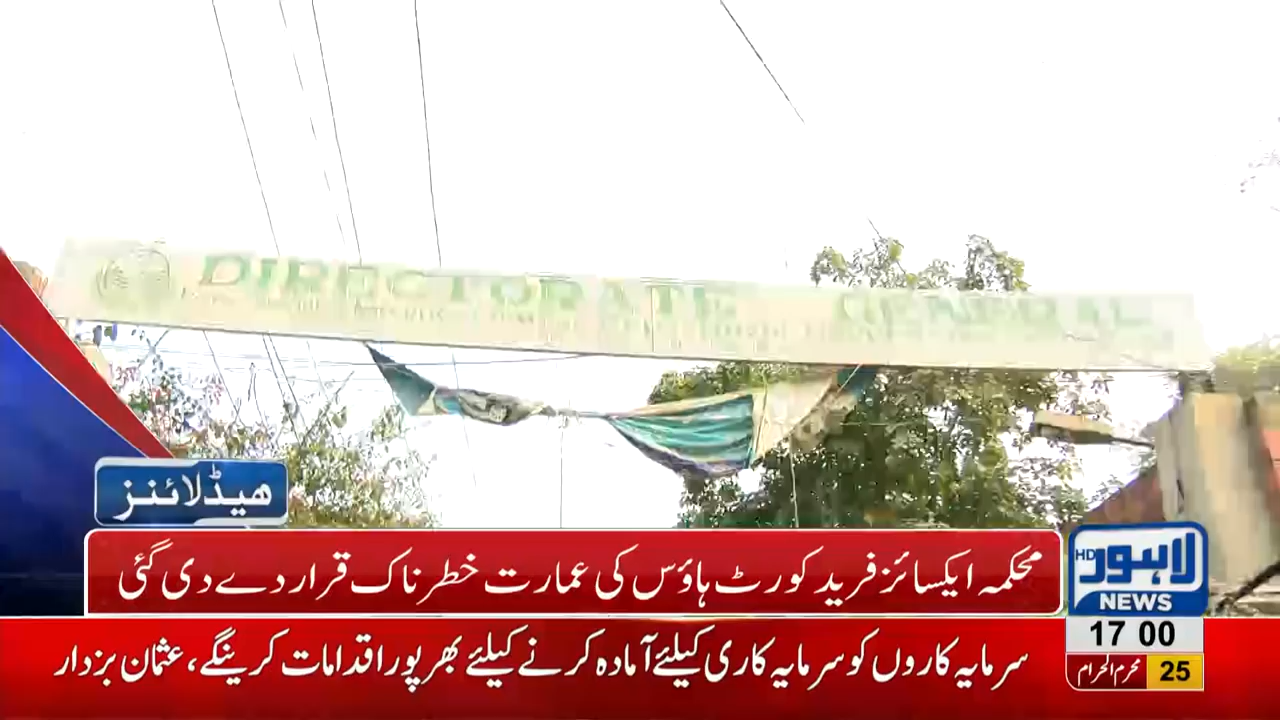 DIRECTORATE GENERAL
ھیڈلائنز
محکمہ ایکسائز فرید کورٹ ہاؤس کی عمارت خطرناک قرار دے دی گئی
HD لاہور
NEWS
17 00
25 محرم الحرام
سرمایہ کاروں کو سرمایہ کاری کیلئے آمادہ کرنے کیلئے بھرپور اقدامات کرینگے، عثمان بزدار